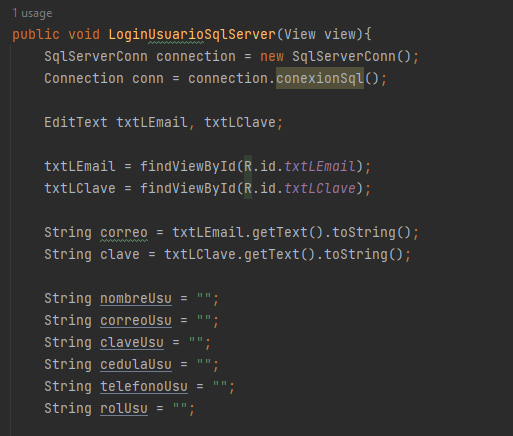 1 usage
public void LoginUsuarioSqlServer(View view){
SqlServerConn connection = new SqlServerConn();
Connection conn = connection.conexionSql();
EditText txtLEmail, txtLClave;
txtLEmail = findViewById(R.id.txtLEmail);
txtLClave = findViewById(R.id.txtLClave);
String correo = txtLEmail.getText().toString();
String clave = txtLClave.getText().toString();
String nombreUsu = "";
String correoUsu = "";
String claveUsu = "";
String cedulaUsu = "";
String telefonoUsu = "";
String rolUsu = "";